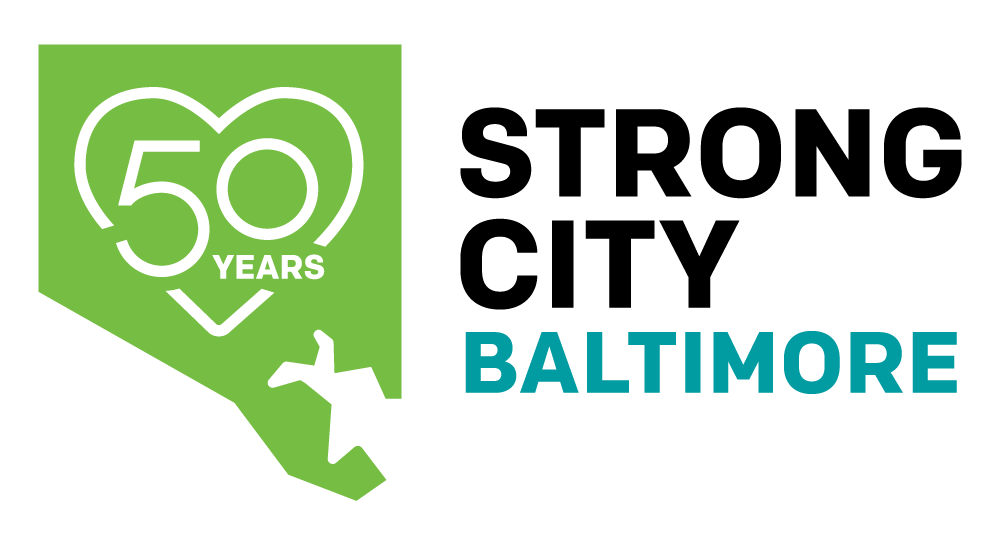 50
YEARS
STRONG
CITY
BALTIMORE